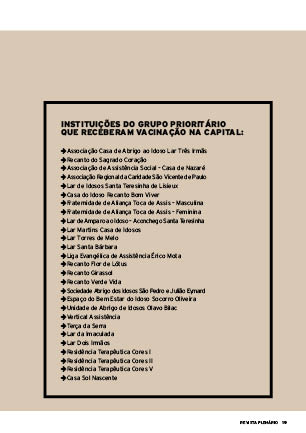 INSTITUIÇÕES DO GRUPO PRIORITÁRIO
QUE RECEBERAM VACINAÇÃO NA CAPITAL:
→Associação Casa de Abrigo ao Idoso Lar Três Irmãs
→Recanto do Sagrado Coração
→Associação de Assistência Social - Casa de Nazaré
→Associação Regional da Caridade São Vicente de Paulo
→Lar de Idosos Santa Teresinha de Lisieux
→Casa do Idoso Recanto Bom Viver
→Fraternidade de Aliança Toca de Assis - Masculina
→Fraternidade de Aliança Toca de Assis - Feminina
→Lar de Amparo ao Idoso - Aconchego Santa Teresinha
→Lar Martins Casa de Idosos
→Lar Torres de Melo
→Lar Santa Bárbara
→Liga Evangélica de Assistência Érico Mota
→Recanto Flor de Lótus
→Recanto Girassol
→Recanto Verde Vida
→Sociedade Abrigo dos Idosos São Pedro e Julião Eymard
→Espaço do Bem Estar do Idoso Socorro Oliveira
→Unidade de Abrigo de Idosos Olavo Bilac
→Vertical Assistência
→Terça da Serra
→Lar da Imaculada
→Lar Dois Irmãos
→Residência Terapêutica Cores I
→Residência Terapêutica Cores II
→Residência Terapêutica Cores V
→Casa Sol Nascente
REVISTA PLENÁRIO 19